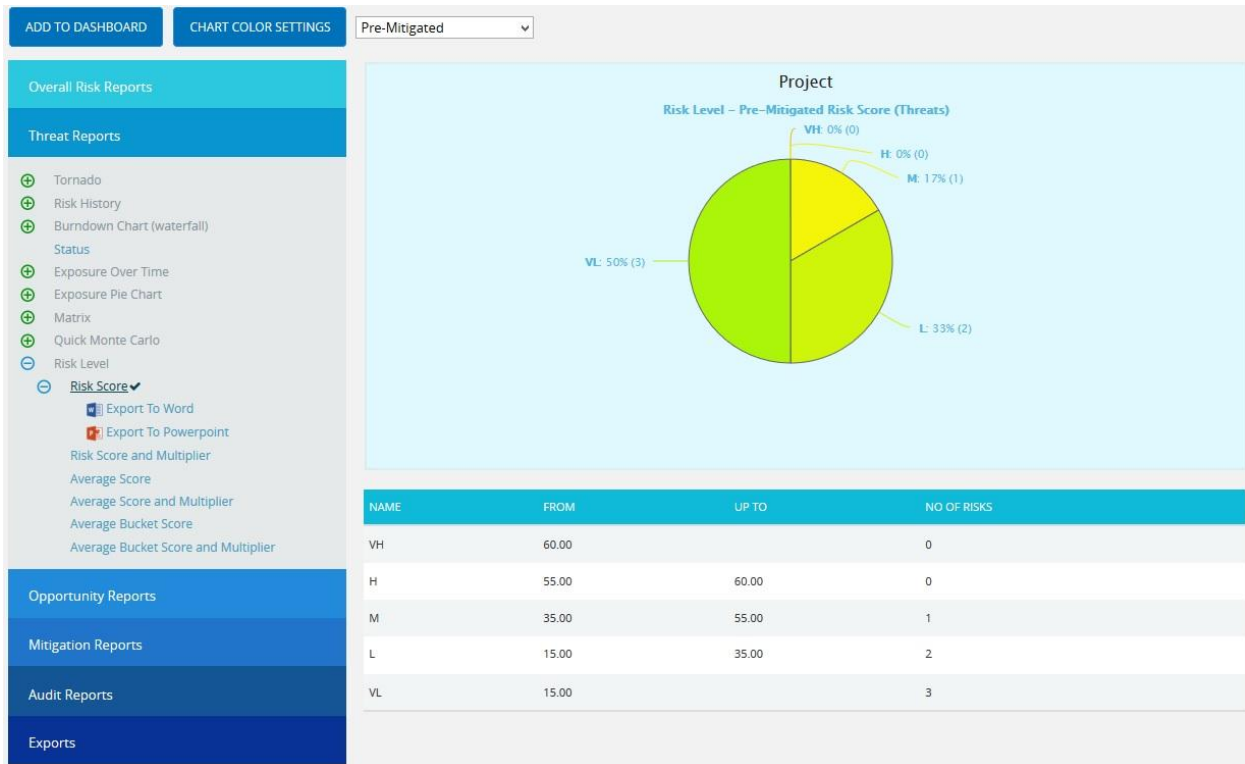 ADD TO DASHBOARD
CHART COLOR SETTINGS
Pre-Mitigated
Overall Risk Reports
Threat Reports
Tornado
Risk History
Burndown Chart (waterfall)
Status
Exposure Over Time
Exposure Pie Chart
Matrix
Quick Monte Carlo
Risk Level
Risk Score
Export To Word
Export To Powerpoint
Risk Score and Multiplier
Average Score
Average Score and Multiplier
Average Bucket Score
Average Bucket Score and Multiplier
Opportunity Reports
Mitigation Reports
Audit Reports
Exports
Project
Risk Level – Pre-Mitigated Risk Score (Threats)
VH: 0% (0)
H: 0% (0)
M: 17% (1)
VL: 50% (3)
L: 33% (2)
NAME FROM UP TO NO OF RISKS
VH 60.00 0
H 55.00 60.00 0
M 35.00 55.00 1
L 15.00 35.00 2
VL 15.00 3